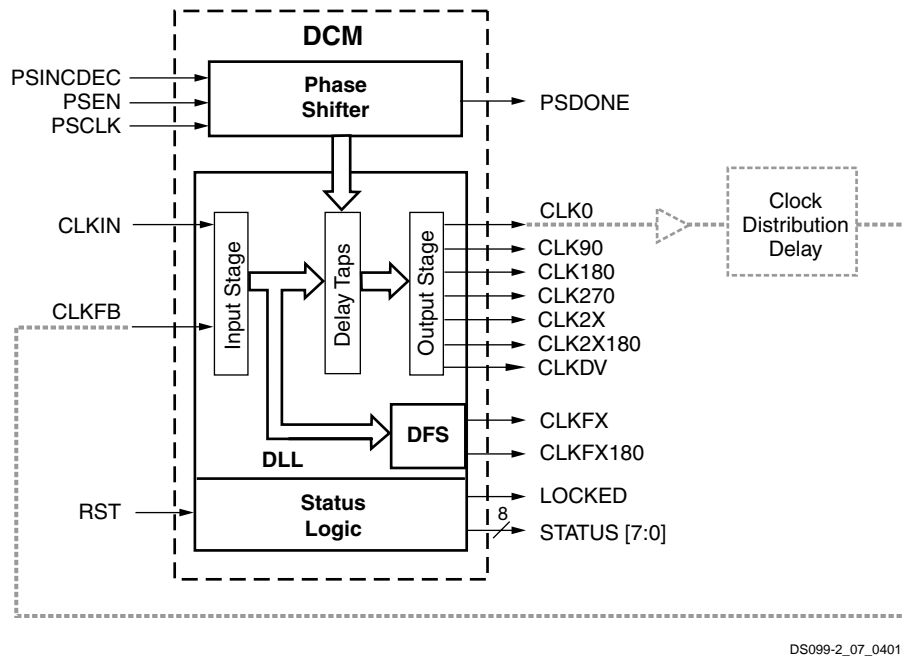 DCM
PSINCDEC
PSEN
PSCLK
Phase
Shifter
PSDONE
CLKIN
CLKFB
Input Stage
Delay Taps
Output Stage
CLK0
CLK90
CLK180
CLK270
CLK2X
CLK2X180
CLKDV
Clock
Distribution
Delay
DFS
CLKFX
CLKFX180
DLL
RST
Status
Logic
LOCKED
8
STATUS [7:0]
DS099-2_07_0401